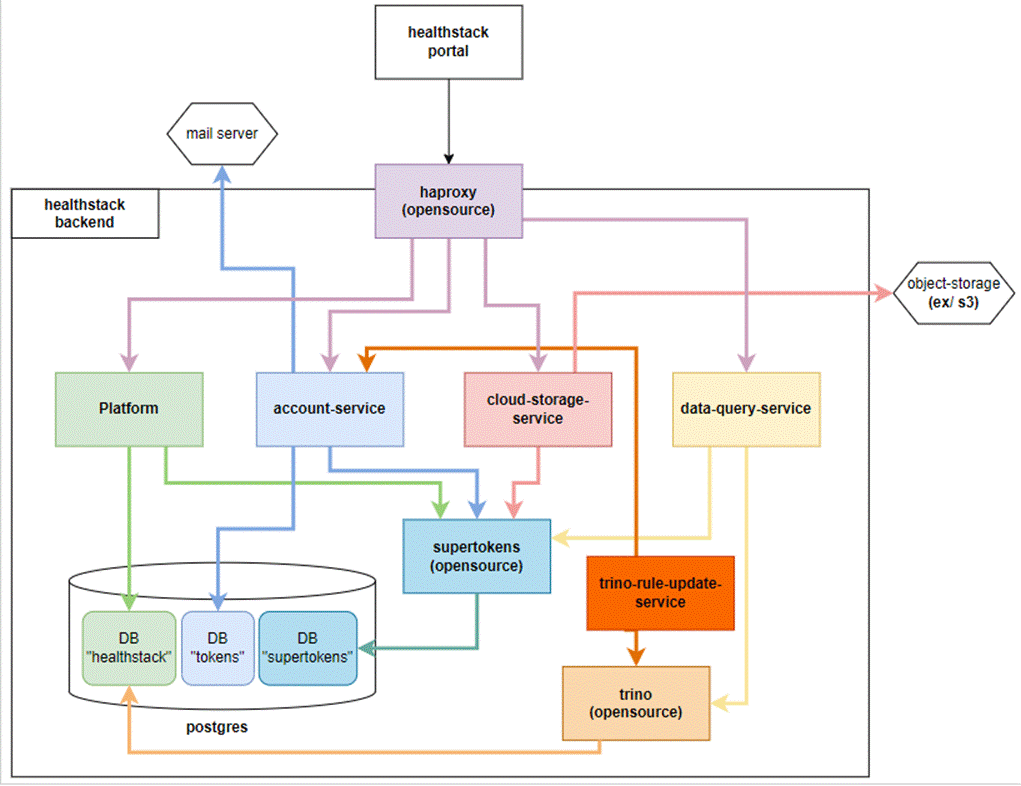 healthstack
portal
mail server
haproxy
(opensource)
healthstack
backend
object-storage
(ex/ s3)
Platform
account-service
cloud-storage-
service
data-query-service
supertokens
(opensource)
trino-rule-update-
service
DB
"healthstack"
DB
"tokens"
DB
"supertokens"
trino
(opensource)
postgres